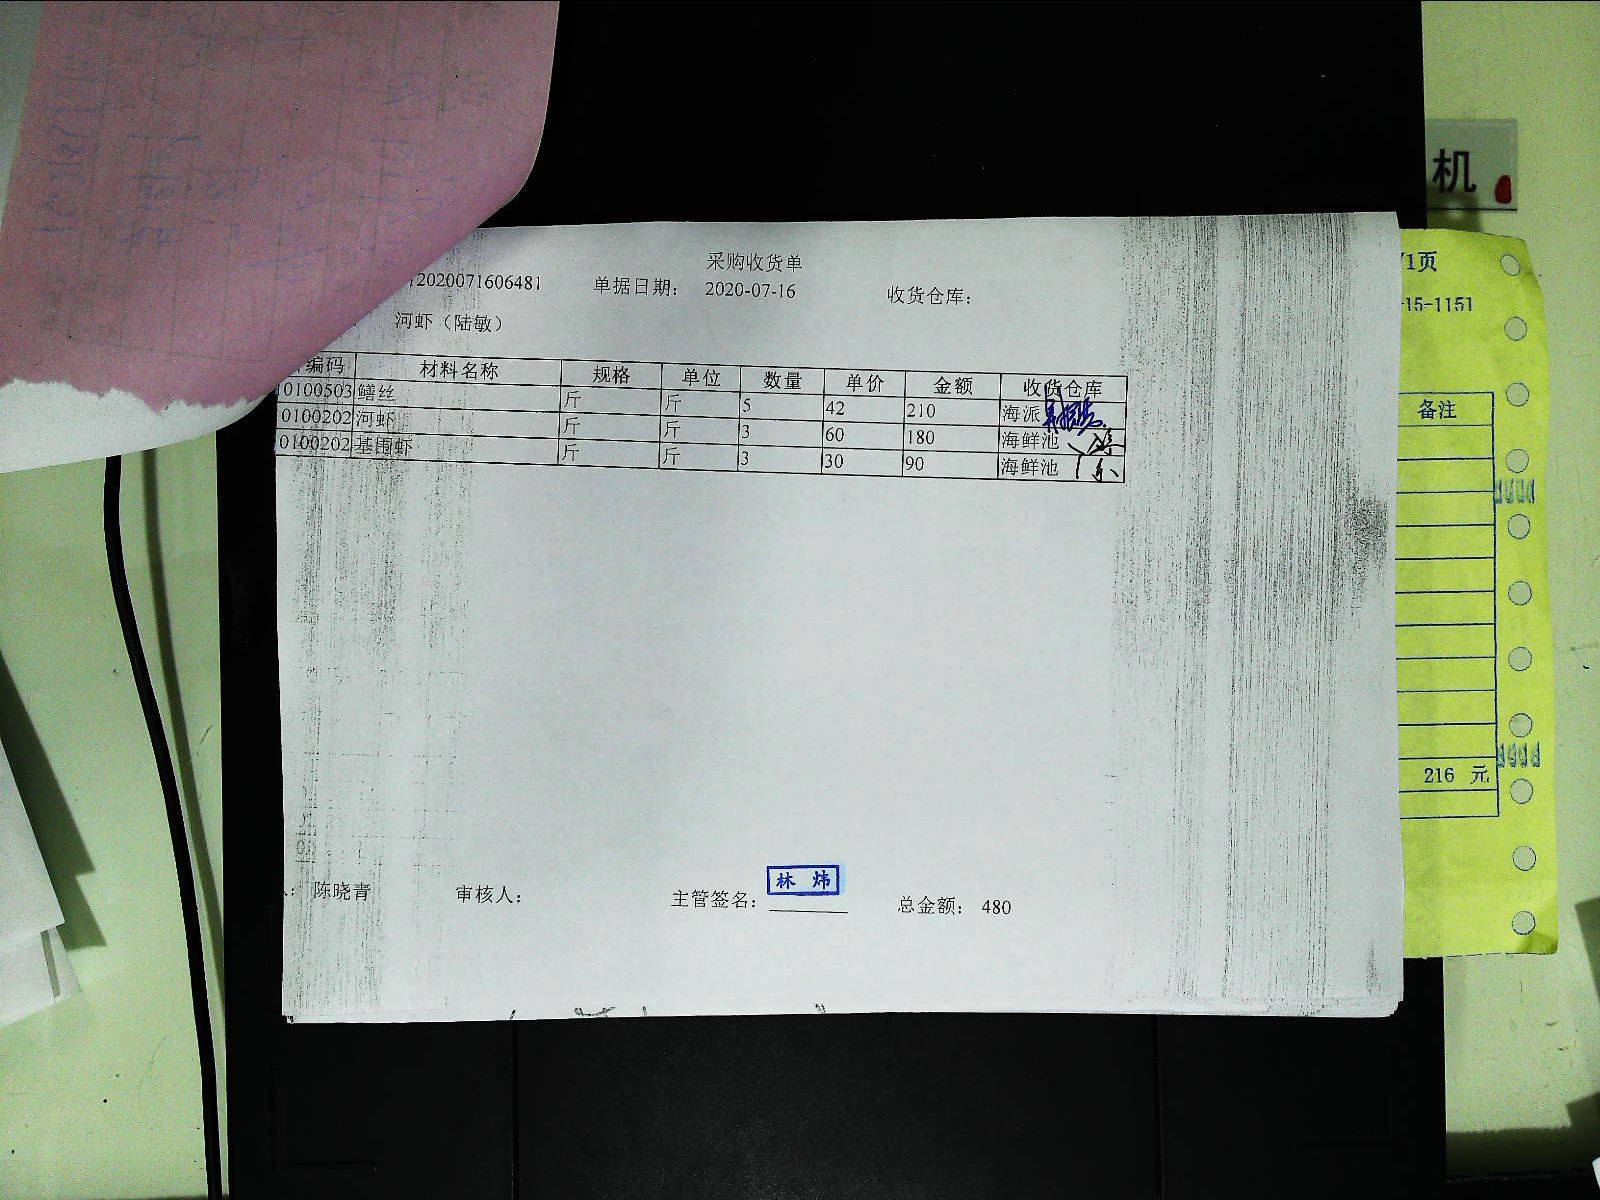 采购收货单
2020071606481 单据日期： 2020-07-16 收货仓库：
河虾（陆敏）
编码 材料名称 规格 单位 数量 单价 金额 收货仓库
0100503 鳝丝 斤 斤 5 42 210 海派
0100202 河虾 斤 斤 3 60 180 海鲜池
0100202 基围虾 斤 斤 3 30 90 海鲜池
陈晓青 审核人： 主管签名： 林 炜 总金额： 480
机
/1页
-15-1151
备注
216 元